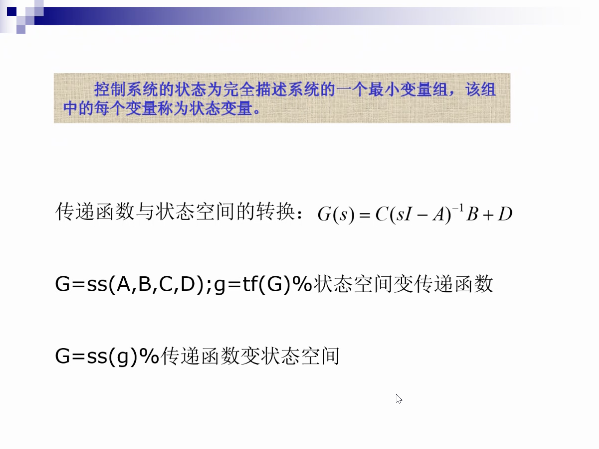 控制系统的状态为完全描述系统的一个最小变量组，该组
中的每个变量称为状态变量。
传递函数与状态空间的转换：G(s) = C(sI − A)⁻¹B + D
G=ss(A,B,C,D);g=tf(G)%状态空间变传递函数
G=ss(g)%传递函数变状态空间